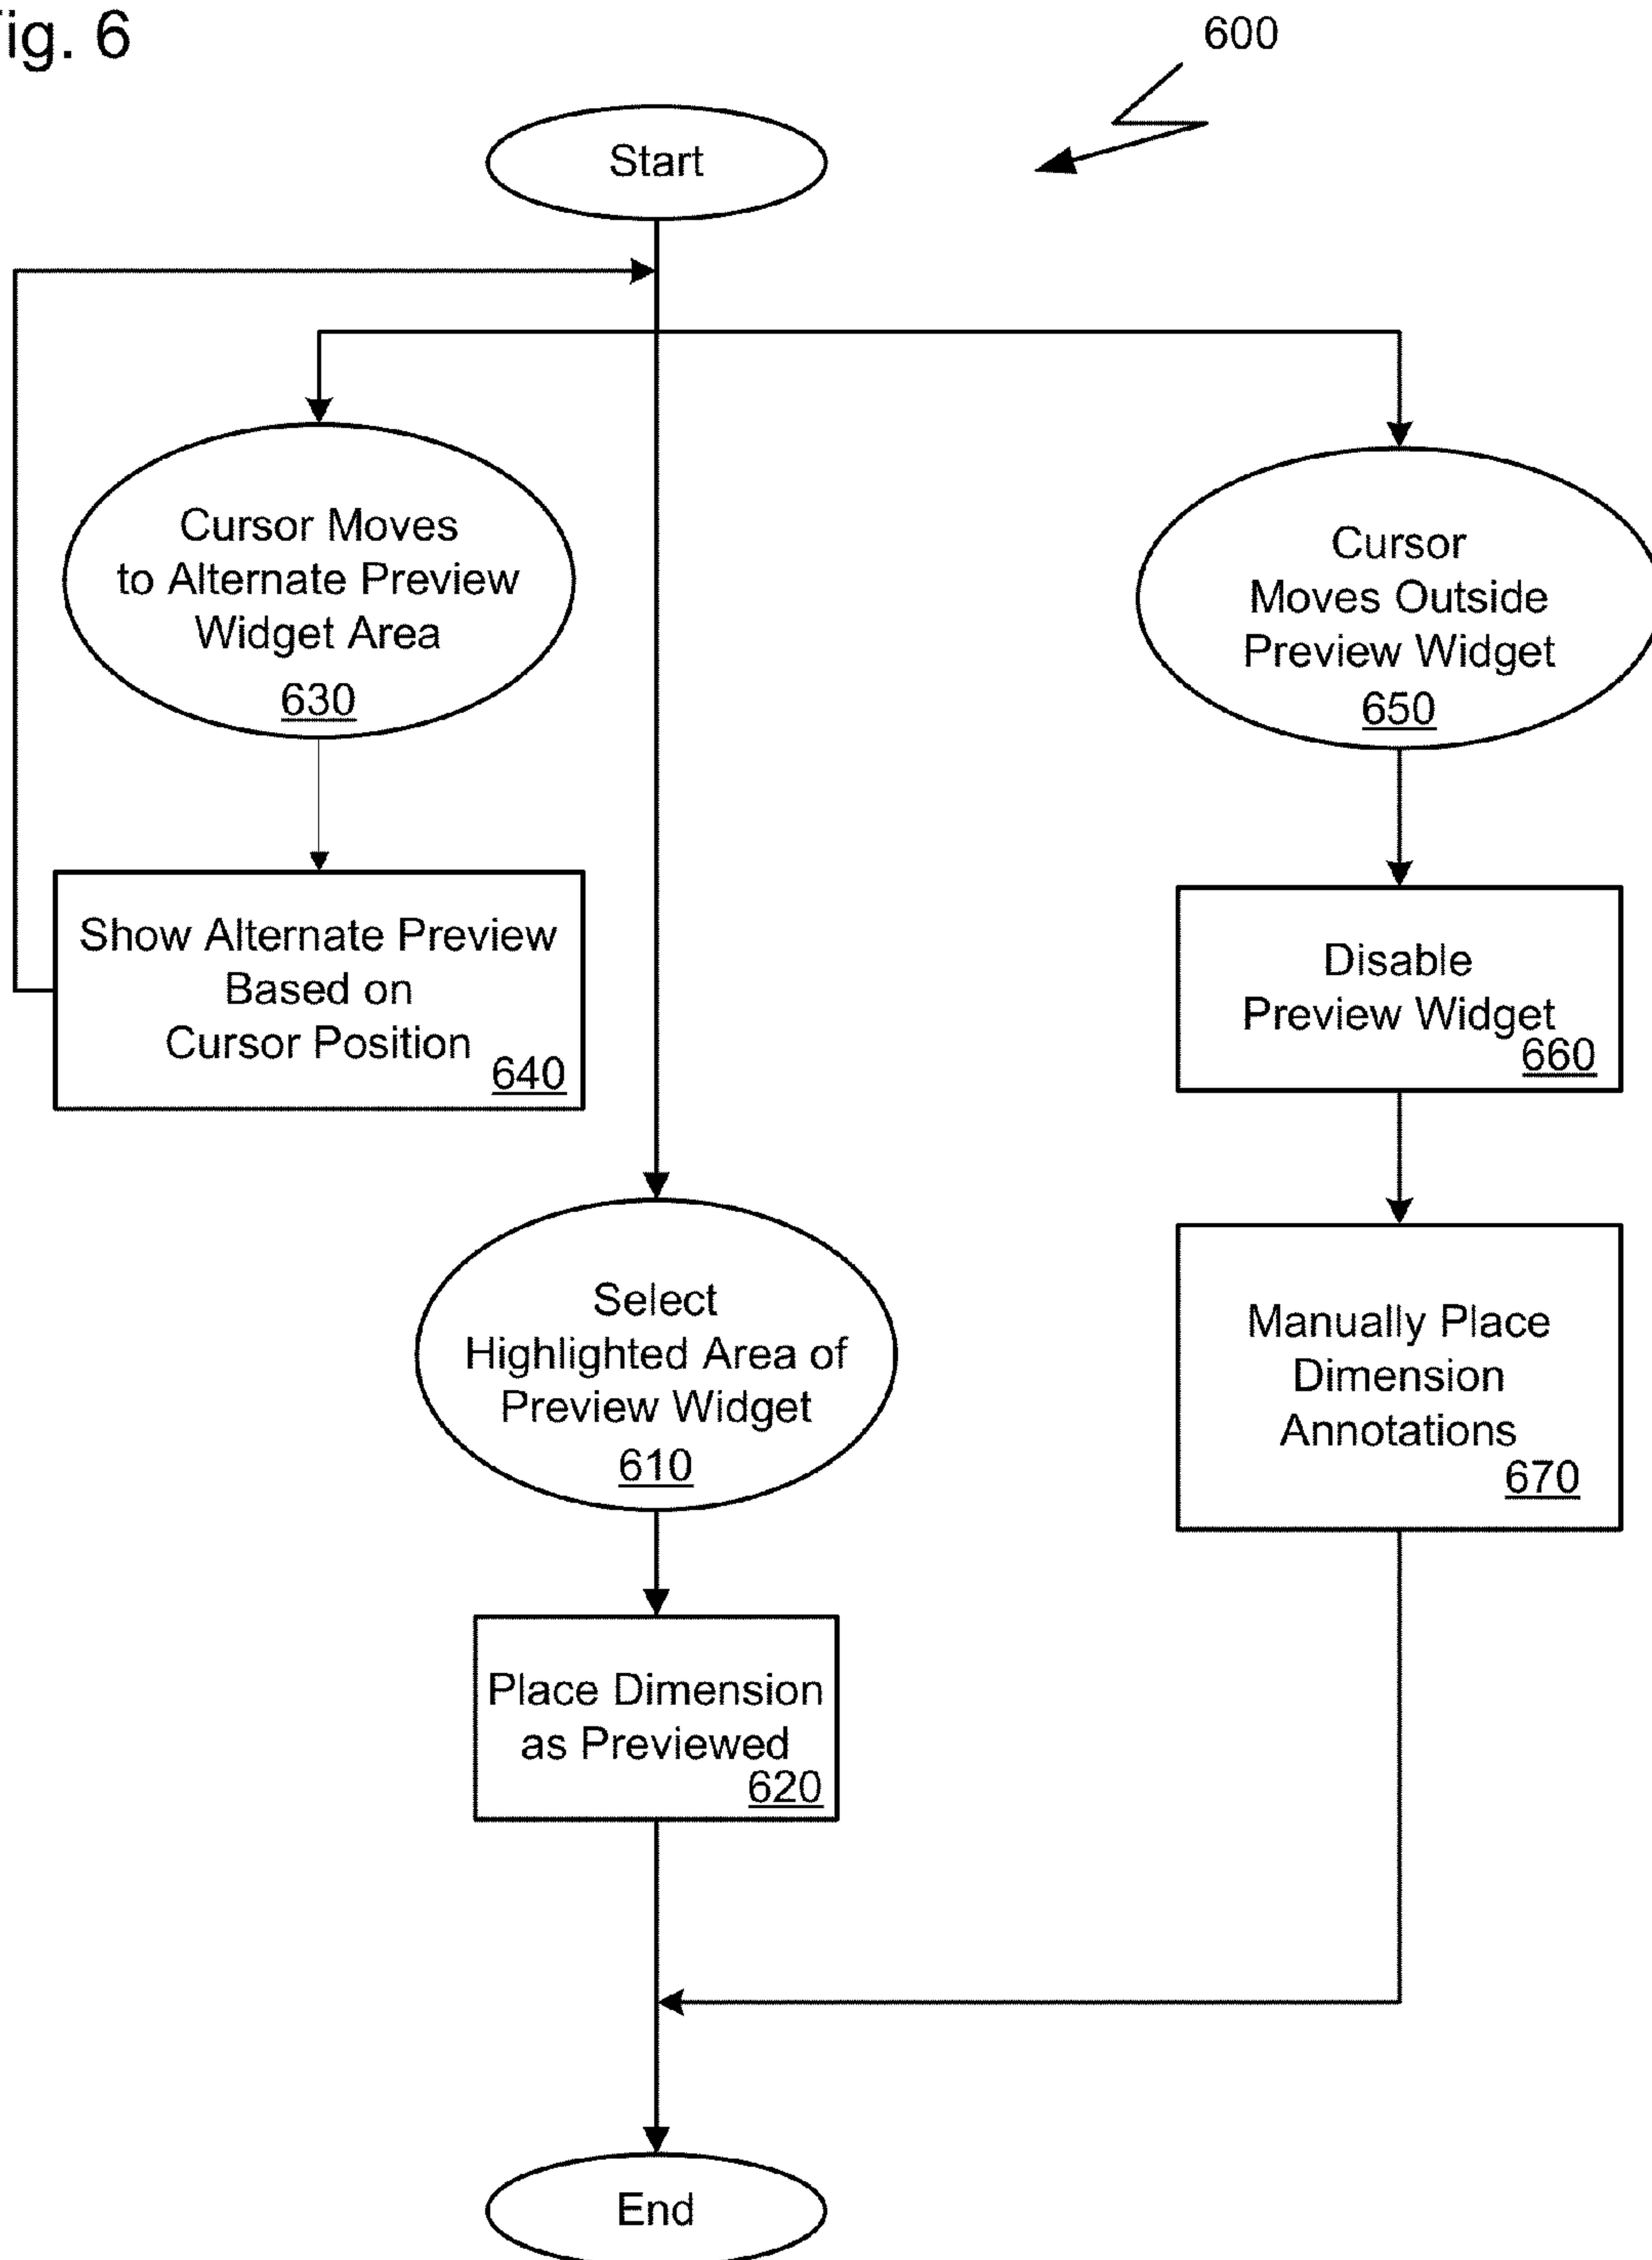 ig. 6
600
Start
Cursor Moves
to Alternate Preview
Widget Area
630
Cursor
Moves Outside
Preview Widget
650
Show Alternate Preview
Based on
Cursor Position
640
Disable
Preview Widget
660
Select
Highlighted Area of
Preview Widget
610
Manually Place
Dimension
Annotations
670
Place Dimension
as Previewed
620
End